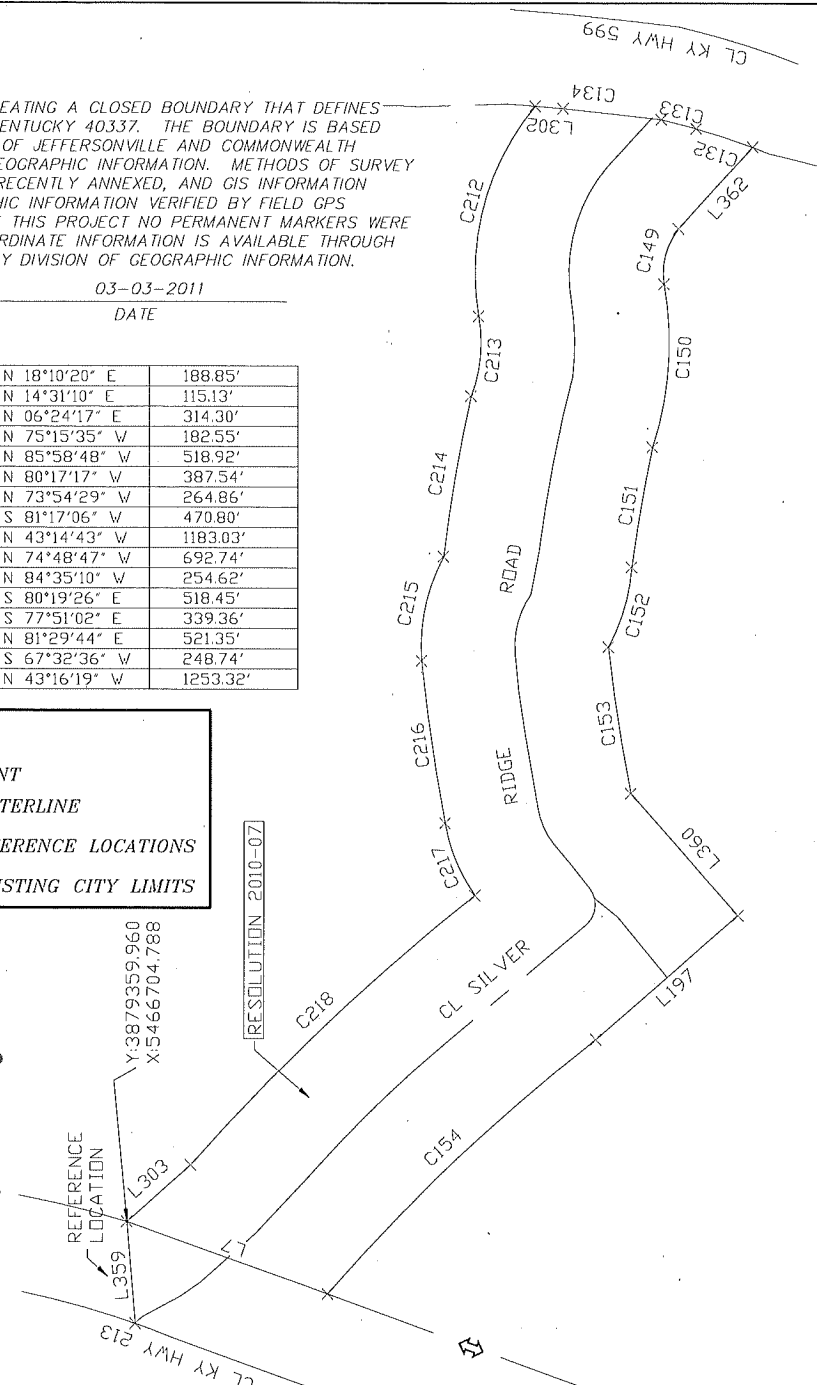 CL KY HWY 599
EATING A CLOSED BOUNDARY THAT DEFINES
ENTUCKY 40337. THE BOUNDARY IS BASED
OF JEFFERSONVILLE AND COMMONWEALTH
EOGRAPHIC INFORMATION. METHODS OF SURVEY
RECENTLY ANNEXED, AND GIS INFORMATION
HIC INFORMATION VERIFIED BY FIELD GPS
THIS PROJECT NO PERMANENT MARKERS WERE
RDINATE INFORMATION IS AVAILABLE THROUGH
Y DIVISION OF GEOGRAPHIC INFORMATION.
03-03-2011
DATE
N 18°10'20" E 188.85'
N 14°31'10" E 115.13'
N 06°24'17" E 314.30'
N 75°15'35" W 182.55'
N 85°58'48" W 518.92'
N 80°17'17" W 387.54'
N 73°54'29" W 264.86'
S 81°17'06" W 470.80'
N 43°14'43" W 1183.03'
N 74°48'47" W 692.74'
N 84°35'10" W 254.62'
S 80°19'26" E 518.45'
S 77°51'02" E 339.36'
N 81°29'44" E 521.35'
S 67°32'36" W 248.74'
N 43°16'19" W 1253.32'
NT
TERLINE
ERENCE LOCATIONS
ISTING CITY LIMITS
L302
C134
C133
C132
L362
C212
C149
C213
C150
C214
C151
ROAD
C215
C152
C216
C153
RIDGE
C217
L360
RESOLUTION 2010-07
CL SILVER
L197
C218
Y:3879359.960
X:5466704.788
C154
REFERENCE
LOCATION
L303
L359
L7
CL KY HWY 213